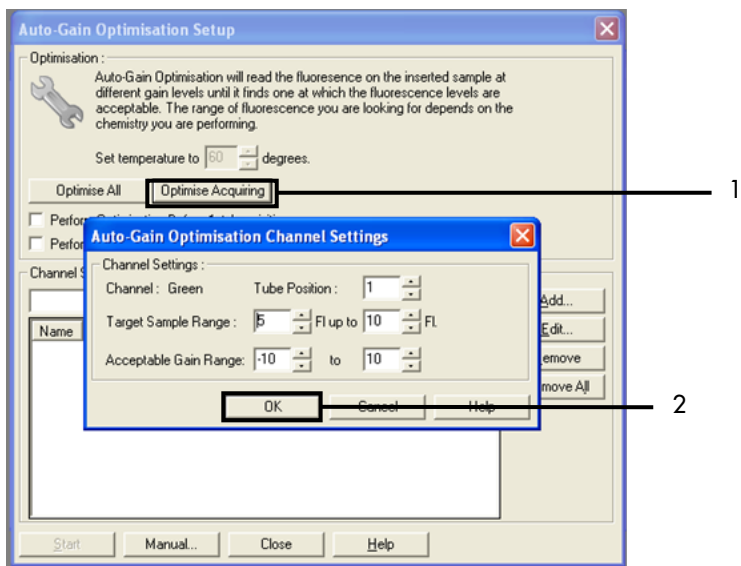 Auto-Gain Optimisation Setup
Optimisation :
Auto-Gain Optimisation will read the fluoresence on the inserted sample at
different gain levels until it finds one at which the fluorescence levels are
acceptable. The range of fluorescence you are looking for depends on the
chemistry you are performing.
Set temperature to 60 degrees.
Optimise All Optimise Acquiring 1
Auto-Gain Optimisation Channel Settings
Channel Settings :
Channel : Green Tube Position : 1
Target Sample Range : 5 Fl up to 10 Fl.
Acceptable Gain Range: -10 to 10
OK Cancel Help 2
Name
Add...
Edit...
Start Manual... Close Help